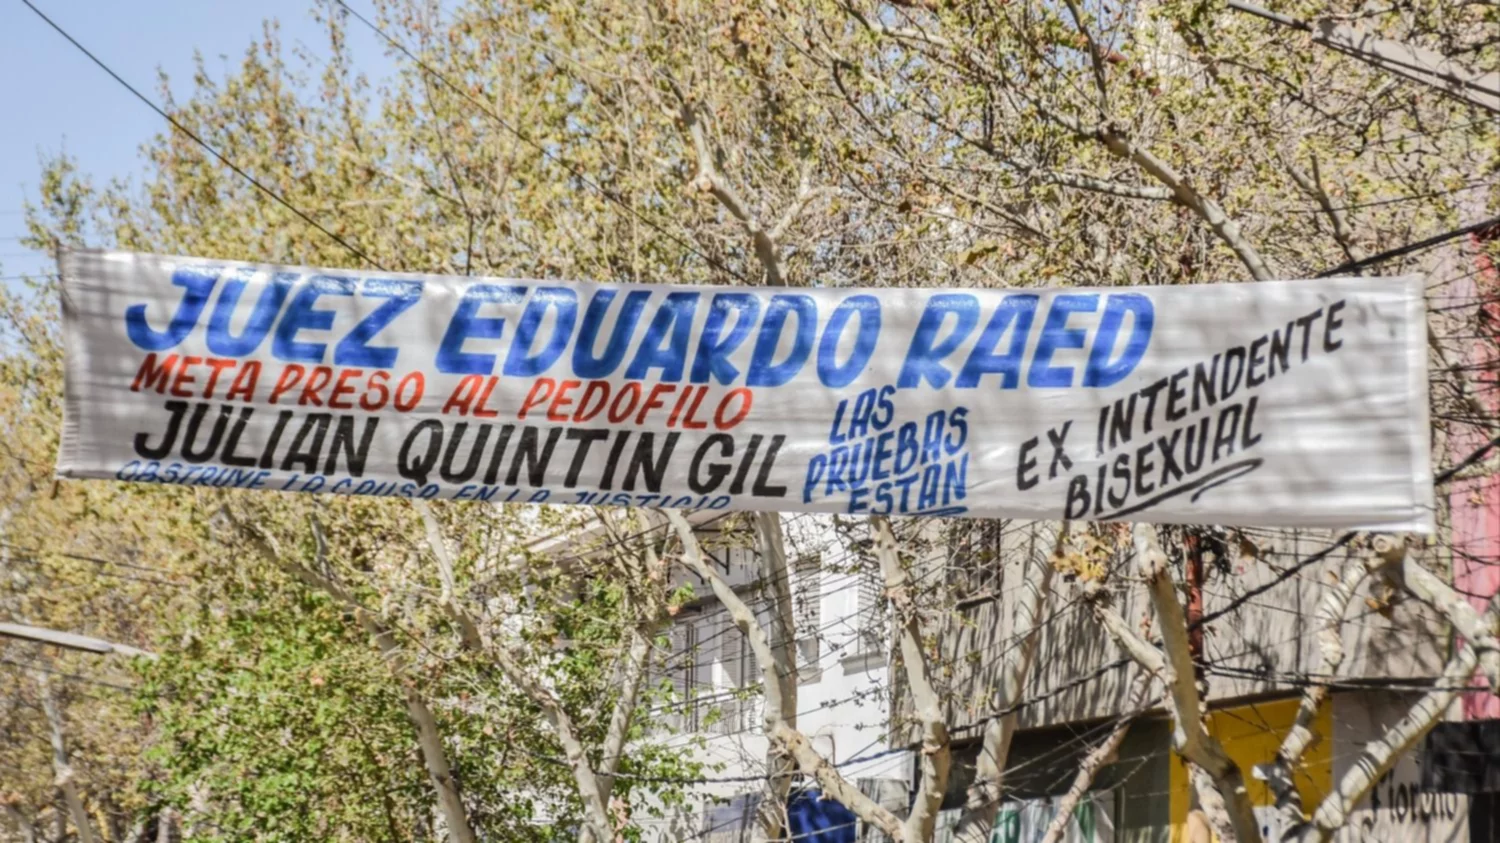 JUEZ EDUARDO RAED
META PRESO AL PEDOFILO
JULIAN QUINTIN GIL
OBSTRUYE LA CAUSA EN LA JUSTICIA
LAS
PRUEBAS
ESTAN
EX INTENDENTE
BISEXUAL